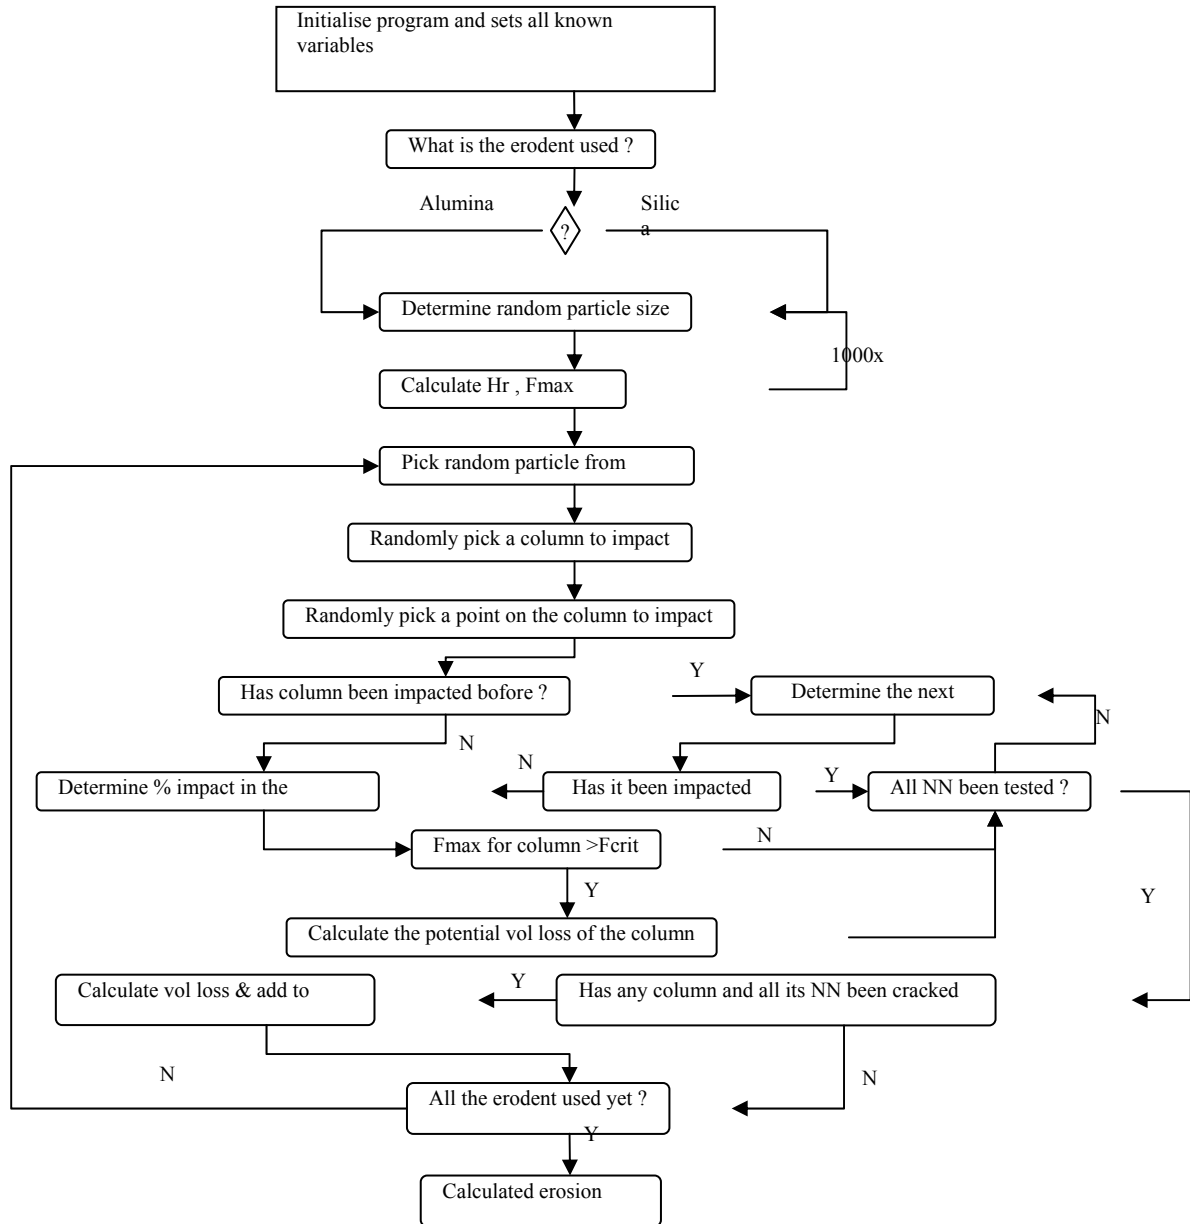 Initialise program and sets all known
variables
What is the erodent used ?
Alumina
Silic
a
?
Determine random particle size
1000x
Calculate Hr , Fmax
Pick random particle from
Randomly pick a column to impact
Randomly pick a point on the column to impact
Has column been impacted bofore ?
Y
Determine the next
N
N
Determine % impact in the
N
Has it been impacted
Y
All NN been tested ?
Fmax for column >Fcrit
N
Y
Y
Calculate the potential vol loss of the column
Calculate vol loss & add to
Y
Has any column and all its NN been cracked
N
N
All the erodent used yet ?
Y
Calculated erosion